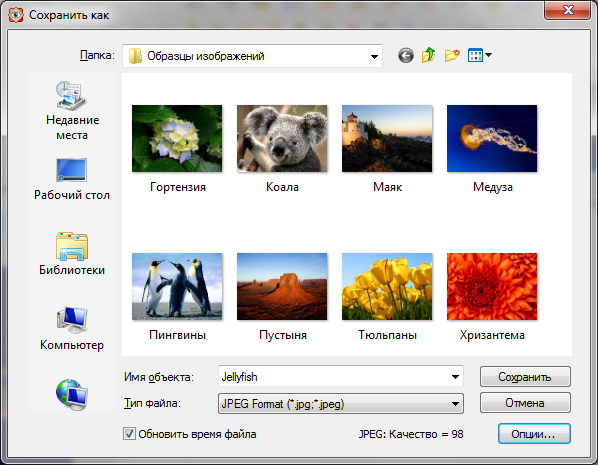 Сохранить как
Папка:
Образцы изображений
Недавние
места
Рабочий стол
Библиотеки
Компьютер
Гортензия
Коала
Маяк
Медуза
Пингвины
Пустыня
Тюльпаны
Хризантема
Имя объекта:
Jellyfish
Сохранить
Тип файла:
JPEG Format (*.jpg;*.jpeg)
Отмена
Обновить время файла
JPEG: Качество = 98
Опции...